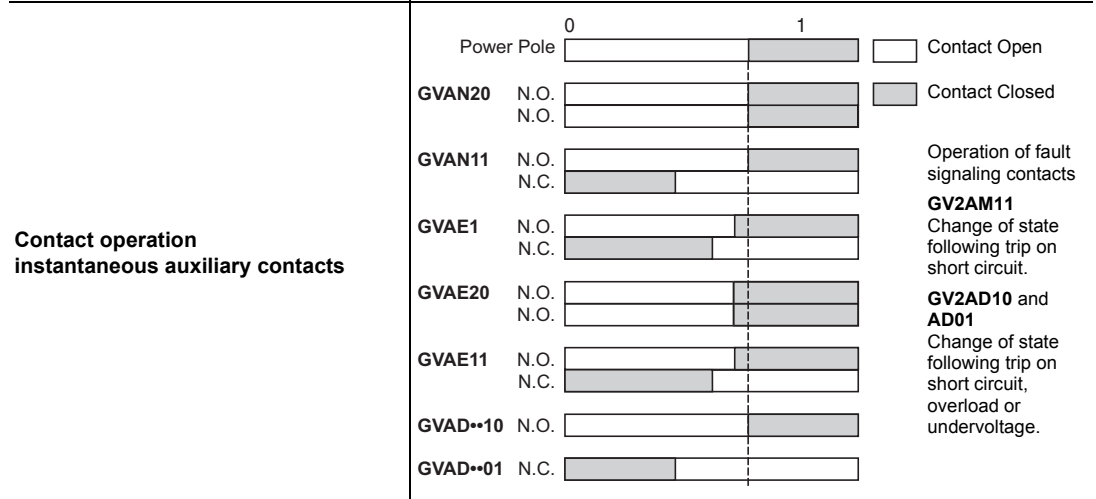 0 1
Power Pole
Contact Open
GVAN20 N.O.
N.O.
Contact Closed
GVAN11 N.O.
N.C.
Operation of fault
signaling contacts
GV2AM11
Change of state
following trip on
short circuit.
GV2AD10 and
AD01
Change of state
following trip on
short circuit,
overload or
undervoltage.
GVAE1 N.O.
N.C.
Contact operation
instantaneous auxiliary contacts
GVAE20 N.O.
N.O.
GVAE11 N.O.
N.C.
GVAD••10 N.O.
GVAD••01 N.C.